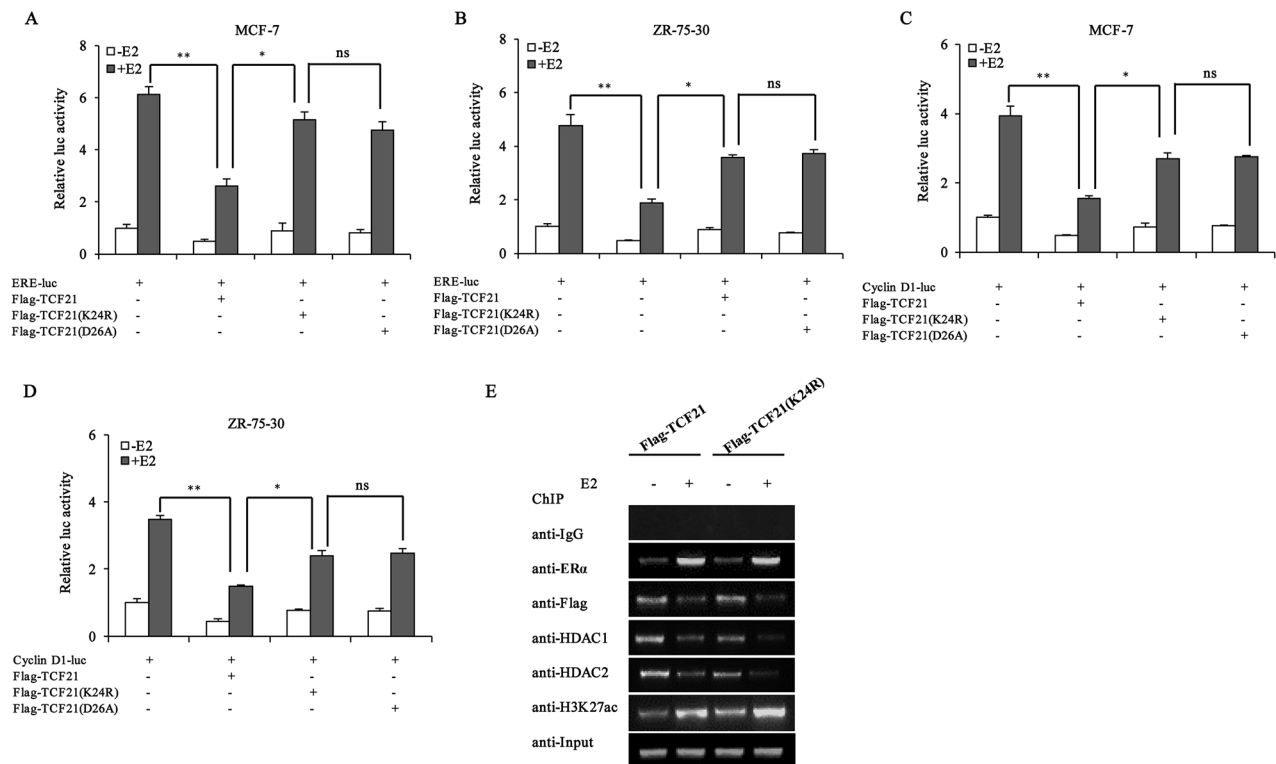 A
MCF-7
-E2
+E2
Relative luc activity
8
6
4
2
0
** * ns
ERE-luc + + + +
Flag-TCF21 - + - -
Flag-TCF21(K24R) - - + -
Flag-TCF21(D26A) - - - +
B
ZR-75-30
-E2
+E2
Relative luc activity
8
6
4
2
0
** * ns
ERE-luc + + + +
Flag-TCF21 - - + -
Flag-TCF21(K24R) - - - -
Flag-TCF21(D26A) - - - +
C
MCF-7
-E2
+E2
Relative luc activity
6
4
2
0
** * ns
Cyclin D1-luc + + + +
Flag-TCF21 - + - -
Flag-TCF21(K24R) - - + -
Flag-TCF21(D26A) - - - +
D
ZR-75-30
-E2
+E2
Relative luc activity
6
4
2
0
** * ns
Cyclin D1-luc + + + +
Flag-TCF21 - + - -
Flag-TCF21(K24R) - - + -
Flag-TCF21(D26A) - - - +
E
Flag-TCF21
Flag-TCF21(K24R)
E2 - + - +
ChIP
anti-IgG
anti-ERα
anti-Flag
anti-HDAC1
anti-HDAC2
anti-H3K27ac
anti-Input